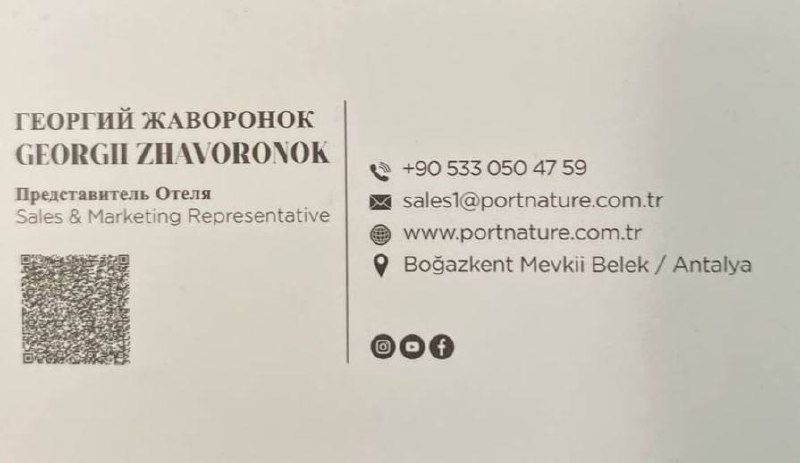 ГЕОРГИЙ ЖАВОРОНОК
GEORGII ZHAVORONOK
Представитель Отеля
Sales & Marketing Representative
+90 533 050 47 59
sales1@portnature.com.tr
www.portnature.com.tr
Boğazkent Mevkii Belek / Antalya